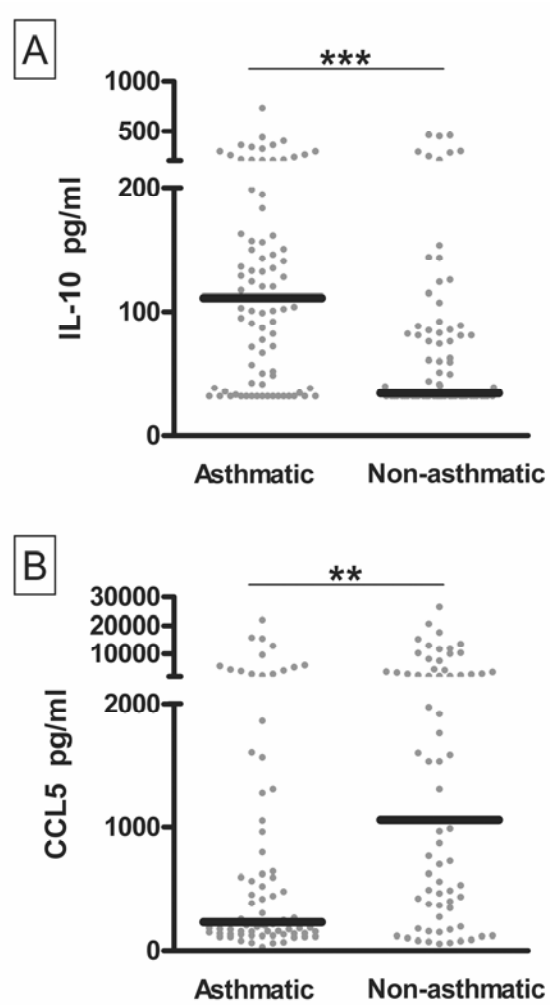 A
***
1000
500
200
100
0
IL-10 pg/ml
Asthmatic Non-asthmatic
B
**
30000
20000
10000
2000
1000
0
CCL5 pg/ml
Asthmatic Non-asthmatic